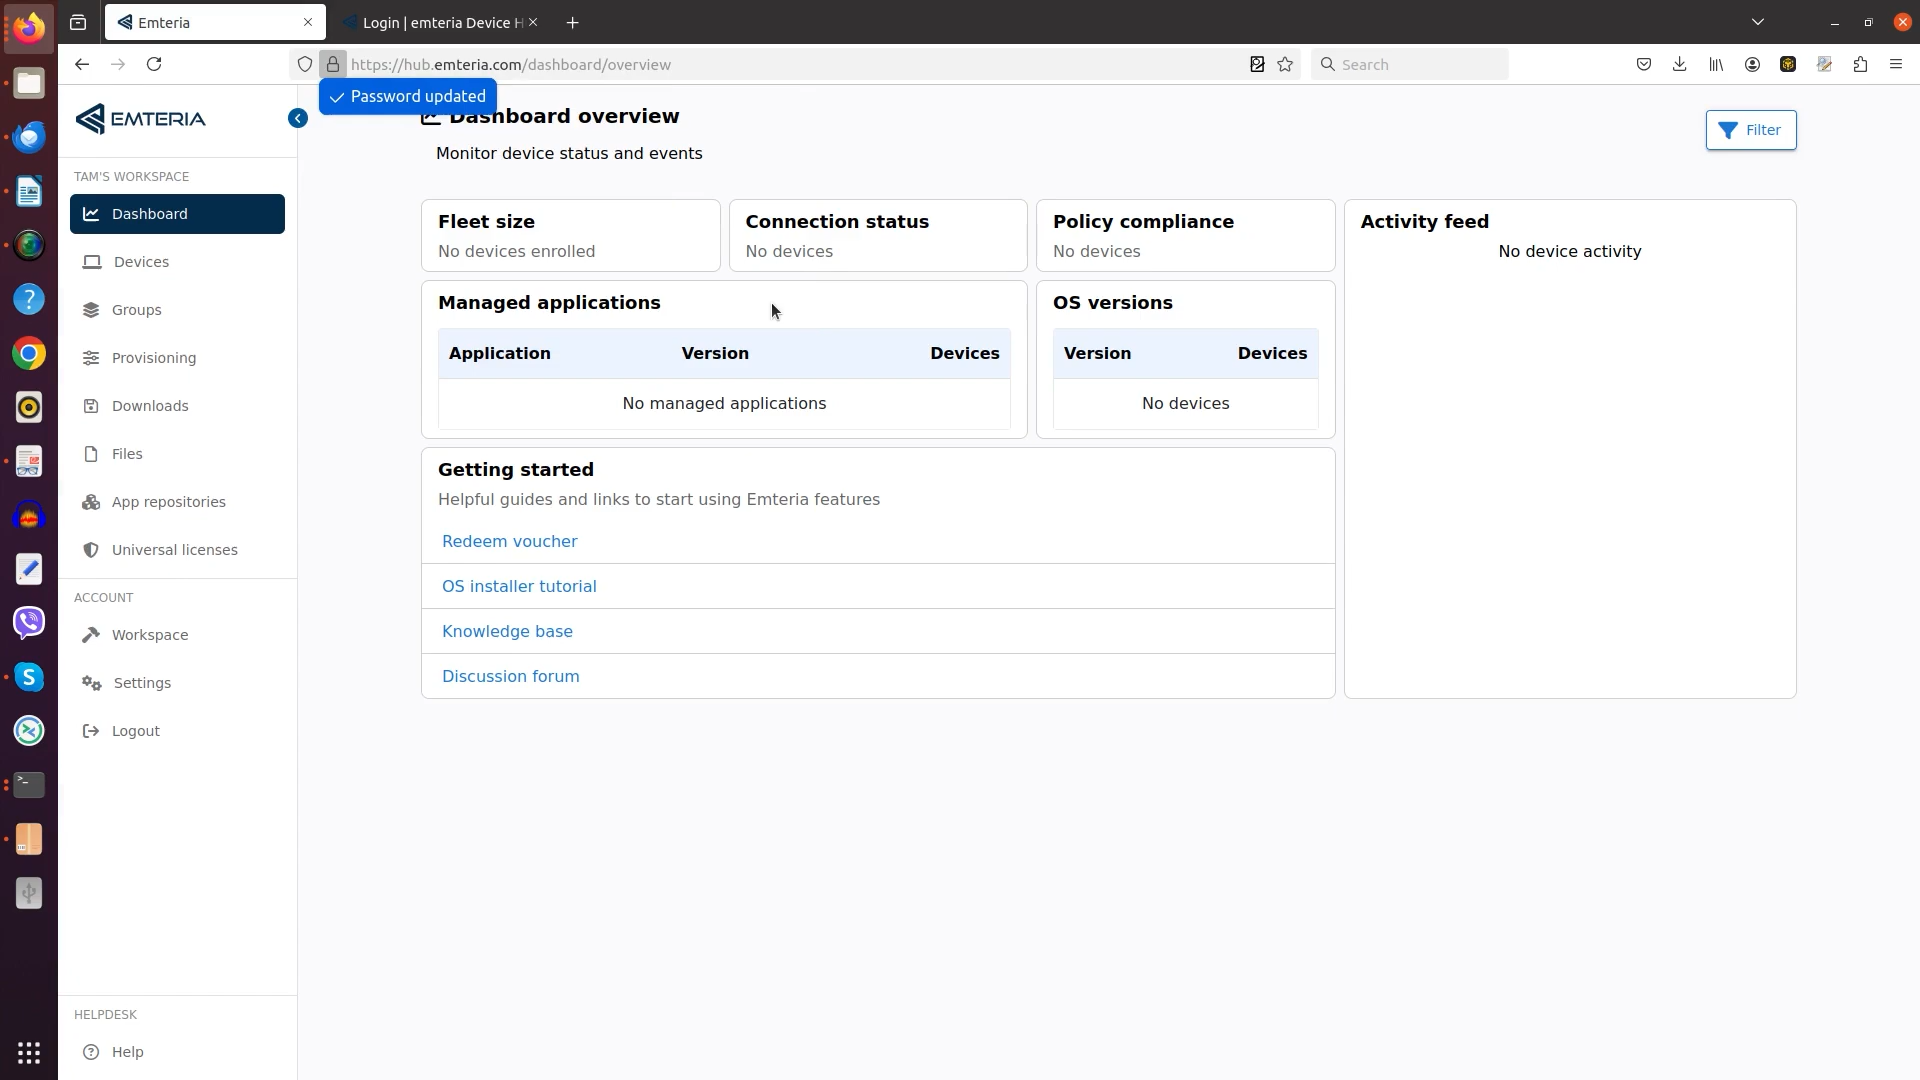 Emteria
Login | emteria Device H
https://hub.emteria.com/dashboard/overview
Search
Password updated
EMTERIA
TAM'S WORKSPACE
Dashboard
Devices
Groups
Provisioning
Downloads
Files
App repositories
Universal licenses
ACCOUNT
Workspace
Settings
Logout
HELPDESK
Help
Dashboard overview
Monitor device status and events
Filter
Fleet size
No devices enrolled
Connection status
No devices
Policy compliance
No devices
Activity feed
No device activity
Managed applications
Application Version Devices
No managed applications
OS versions
Version Devices
No devices
Getting started
Helpful guides and links to start using Emteria features
Redeem voucher
OS installer tutorial
Knowledge base
Discussion forum